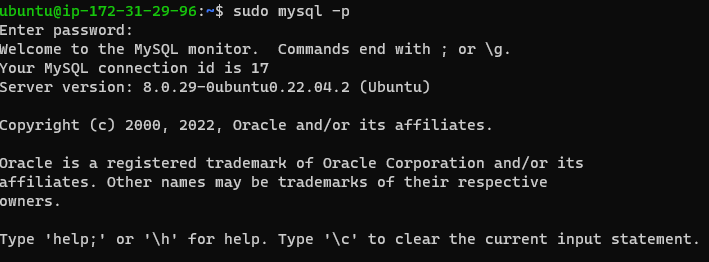 ubuntu@ip-172-31-29-96:~$ sudo mysql -p
Enter password:
Welcome to the MySQL monitor.  Commands end with ; or \g.
Your MySQL connection id is 17
Server version: 8.0.29-0ubuntu0.22.04.2 (Ubuntu)
Copyright (c) 2000, 2022, Oracle and/or its affiliates.
Oracle is a registered trademark of Oracle Corporation and/or its
affiliates. Other names may be trademarks of their respective
owners.
Type 'help;' or '\h' for help. Type '\c' to clear the current input statement.